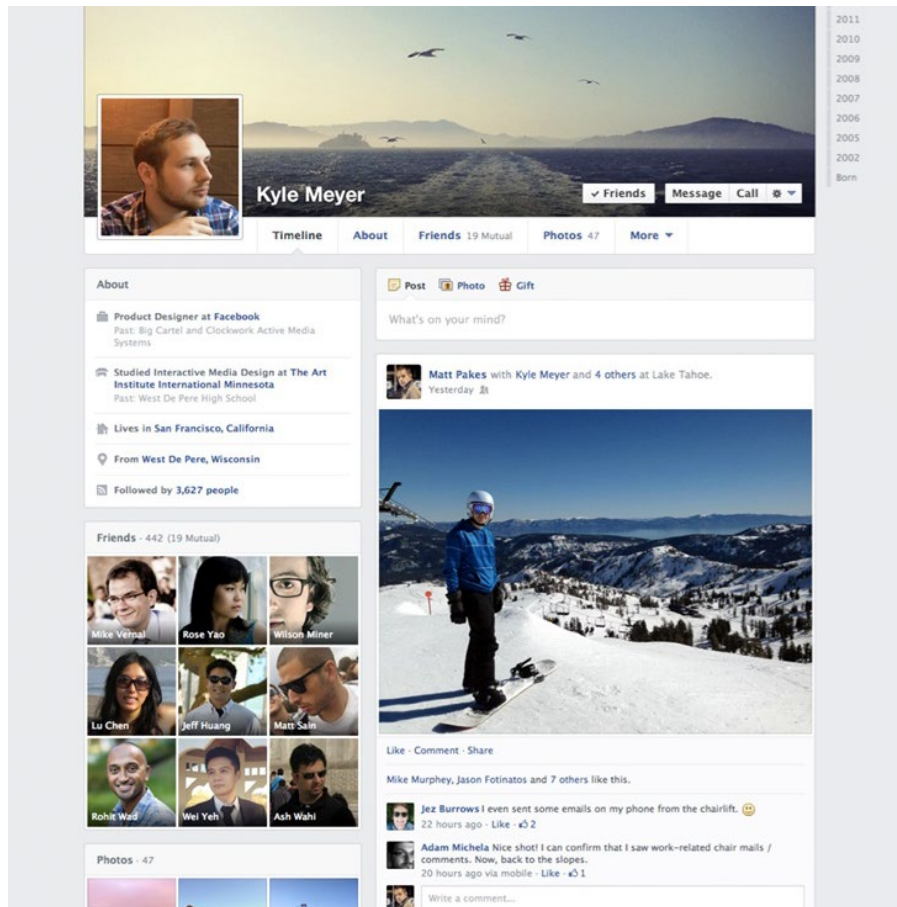 2011
2010
2009
2008
2007
2006
2005
2002
Born
Kyle Meyer
Friends
Message Call
Timeline About Friends 19 Mutual Photos 47 More
About
Product Designer at Facebook
Past: Big Cartel and Clockwork Active Media
Systems
Studied Interactive Media Design at The Art
Institute International Minnesota
Past: West De Pere High School
Lives in San Francisco, California
From West De Pere, Wisconsin
Followed by 3,627 people
Friends · 442 (19 Mutual)
Mike Vernal Rose Yao Wilson Miner
Lu Chen Jeff Huang Matt Sain
Rohit Wad Wei Yeh Ash Wahi
Photos · 47
Post Photo Gift
What's on your mind?
Matt Pakes with Kyle Meyer and 4 others at Lake Tahoe.
Yesterday
Like · Comment · Share
Mike Murphey, Jason Fotinatos and 7 others like this.
Jez Burrows I even sent some emails on my phone from the chairlift.
22 hours ago · Like · 2
Adam Michela Nice shot! I can confirm that I saw work-related chair mails /
comments. Now, back to the slopes.
20 hours ago via mobile · Like · 1
Write a comment...